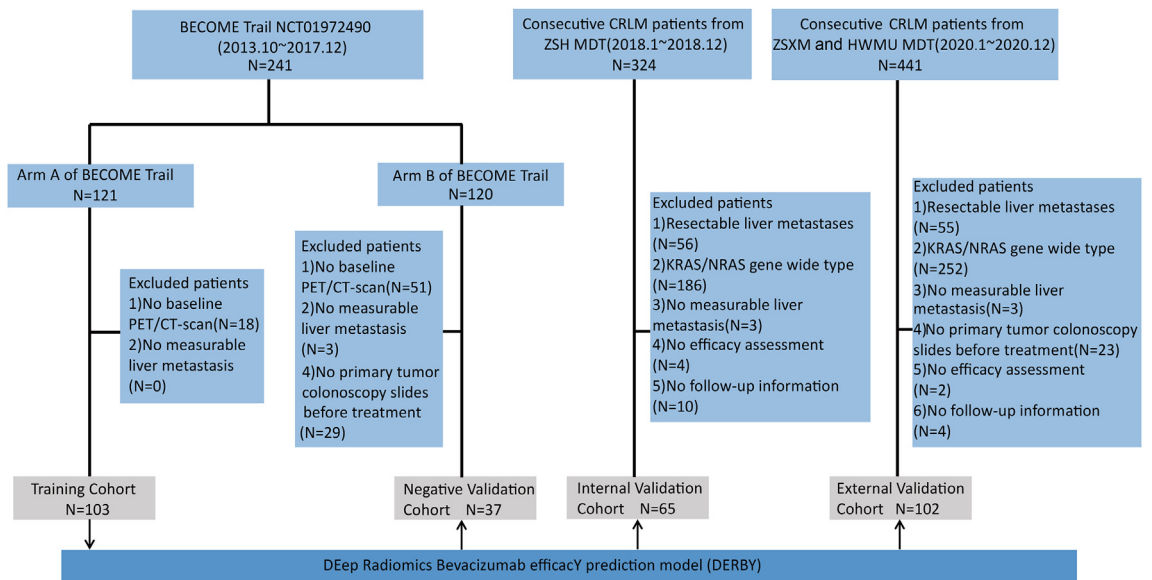 BECOME Trail NCT01972490
(2013.10~2017.12)
N=241
Consecutive CRLM patients from
ZSH MDT(2018.1~2018.12)
N=324
Consecutive CRLM patients from
ZSXM and HWMU MDT(2020.1~2020.12)
N=441
Arm A of BECOME Trail
N=121
Arm B of BECOME Trail
N=120
Excluded patients
1)No baseline
PET/CT-scan(N=18)
2)No measurable
liver metastasis
(N=0)
Excluded patients
1)No baseline
PET/CT-scan(N=51)
2)No measurable
liver metastasis
(N=3)
4)No primary tumor
colonoscopy slides
before treatment
(N=29)
Excluded patients
1)Resectable liver metastases
(N=56)
2)KRAS/NRAS gene wide type
(N=186)
3)No measurable liver
metastasis(N=3)
4)No efficacy assessment
(N=4)
5)No follow-up information
(N=10)
Excluded patients
1)Resectable liver metastases
(N=55)
2)KRAS/NRAS gene wide type
(N=252)
3)No measurable liver
metastasis(N=3)
4)No primary tumor colonoscopy
slides before treatment(N=23)
5)No efficacy assessment
(N=2)
6)No follow-up information
(N=4)
Training Cohort
N=103
Negative Validation
Cohort N=37
Internal Validation
Cohort N=65
External Validation
Cohort N=102
DEep Radiomics Bevacizumab efficacY prediction model (DERBY)